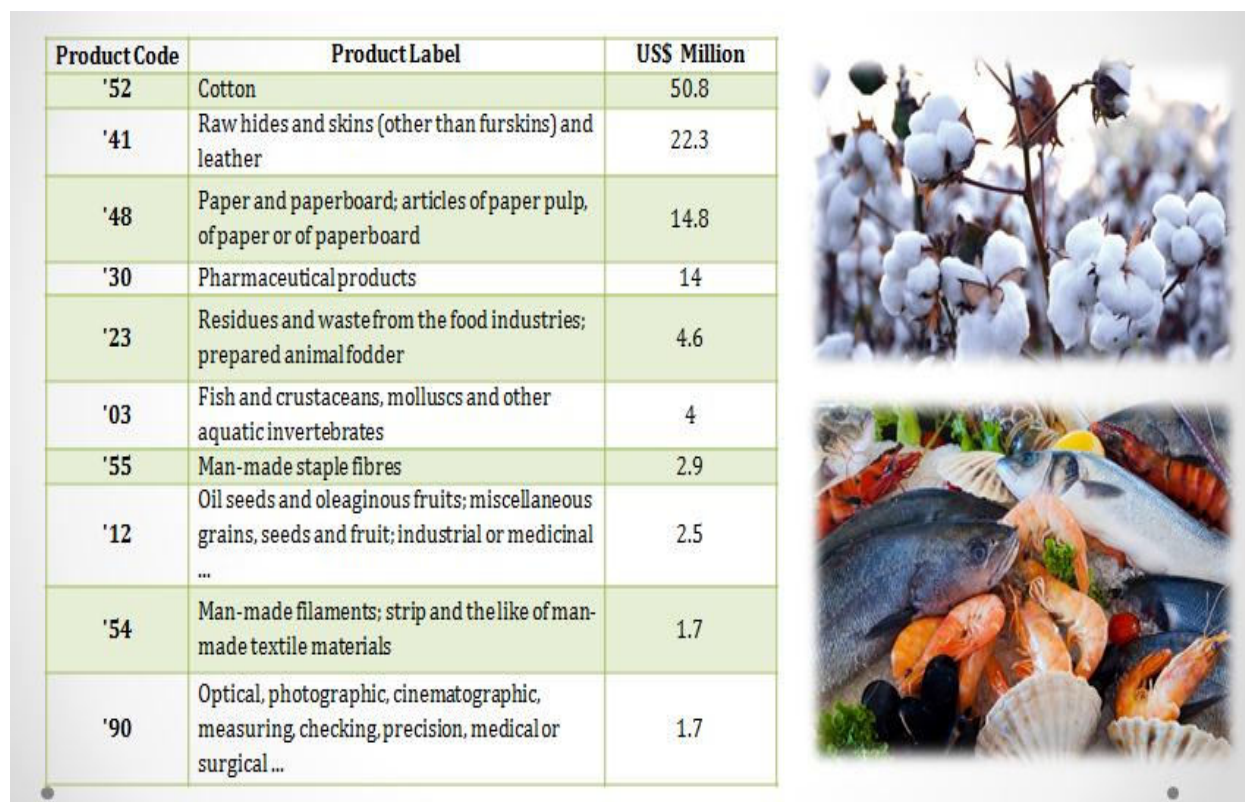 Product Code Product Label US$ Million
'52 Cotton 50.8
'41 Raw hides and skins (other than furskins) and
leather 22.3
'48 Paper and paperboard; articles of paper pulp,
of paper or of paperboard 14.8
'30 Pharmaceutical products 14
'23 Residues and waste from the food industries;
prepared animal fodder 4.6
'03 Fish and crustaceans, molluscs and other
aquatic invertebrates 4
'55 Man-made staple fibres 2.9
'12 Oil seeds and oleaginous fruits; miscellaneous
grains, seeds and fruit; industrial or medicinal
... 2.5
'54 Man-made filaments; strip and the like of man-
made textile materials 1.7
'90 Optical, photographic, cinematographic,
measuring, checking, precision, medical or
surgical ... 1.7